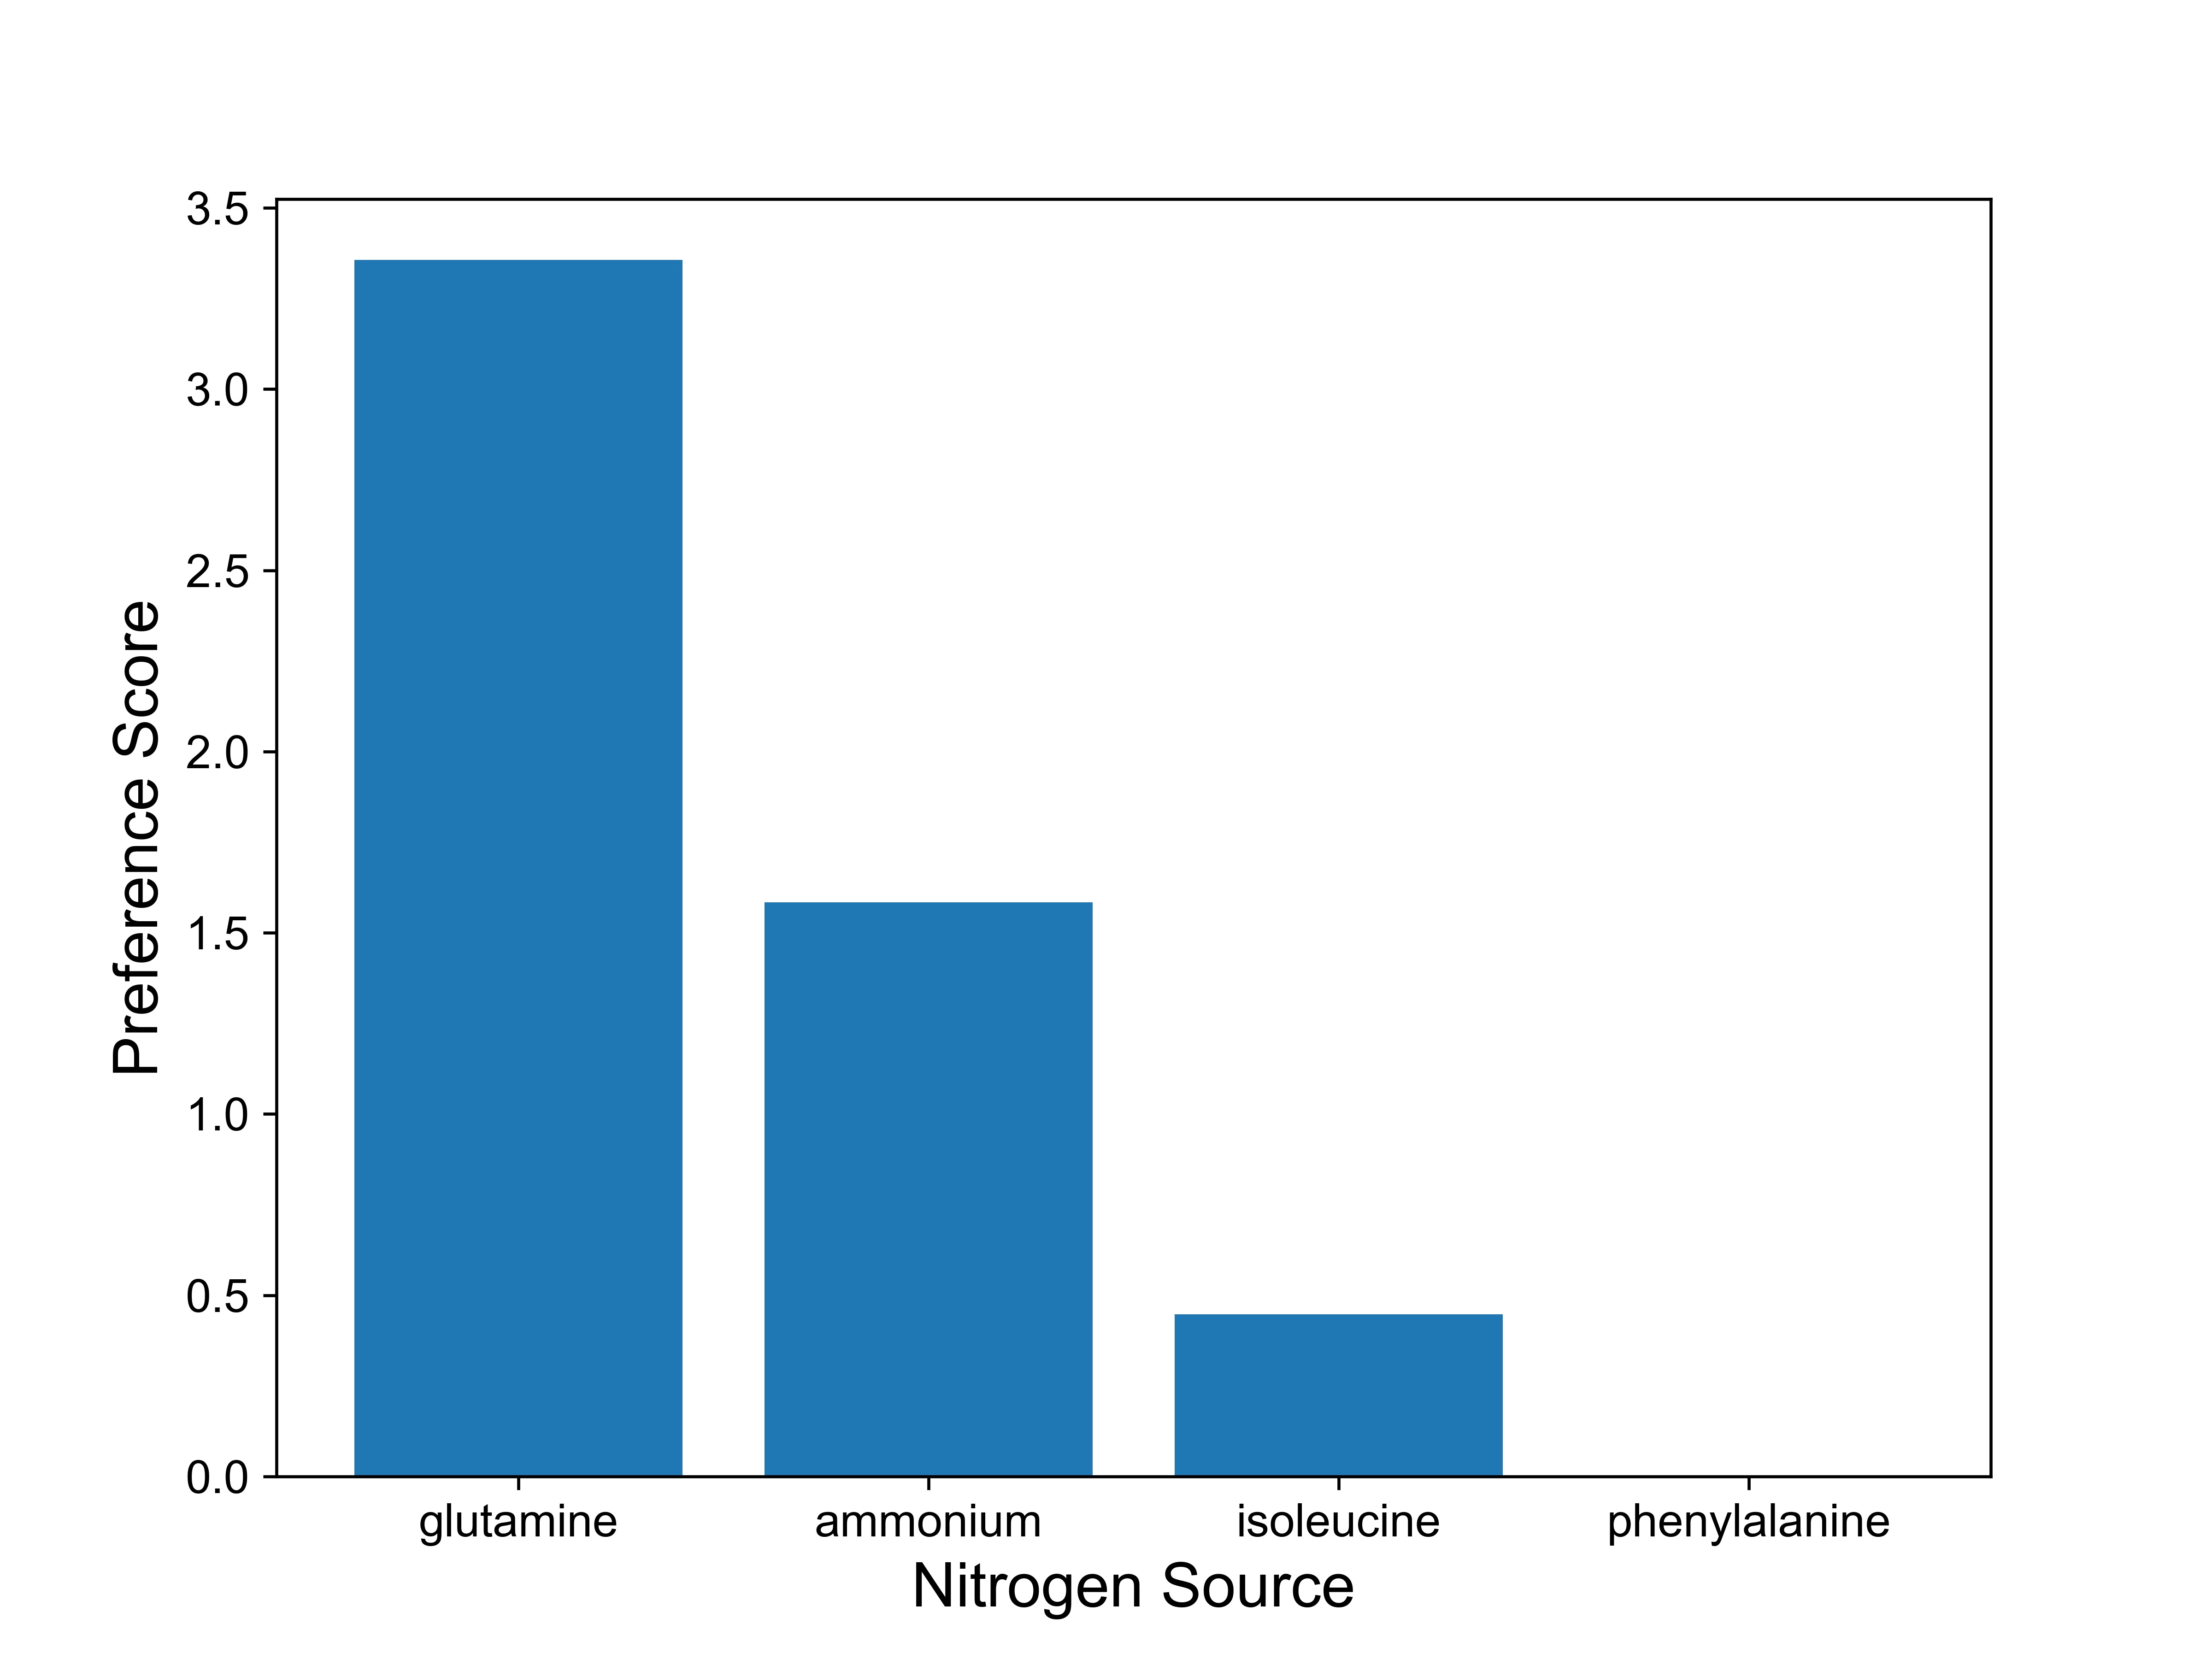 3.5
3.0
2.5
2.0
1.5
1.0
0.5
0.0
Preference Score
glutamine
ammonium
isoleucine
phenylalanine
Nitrogen Source